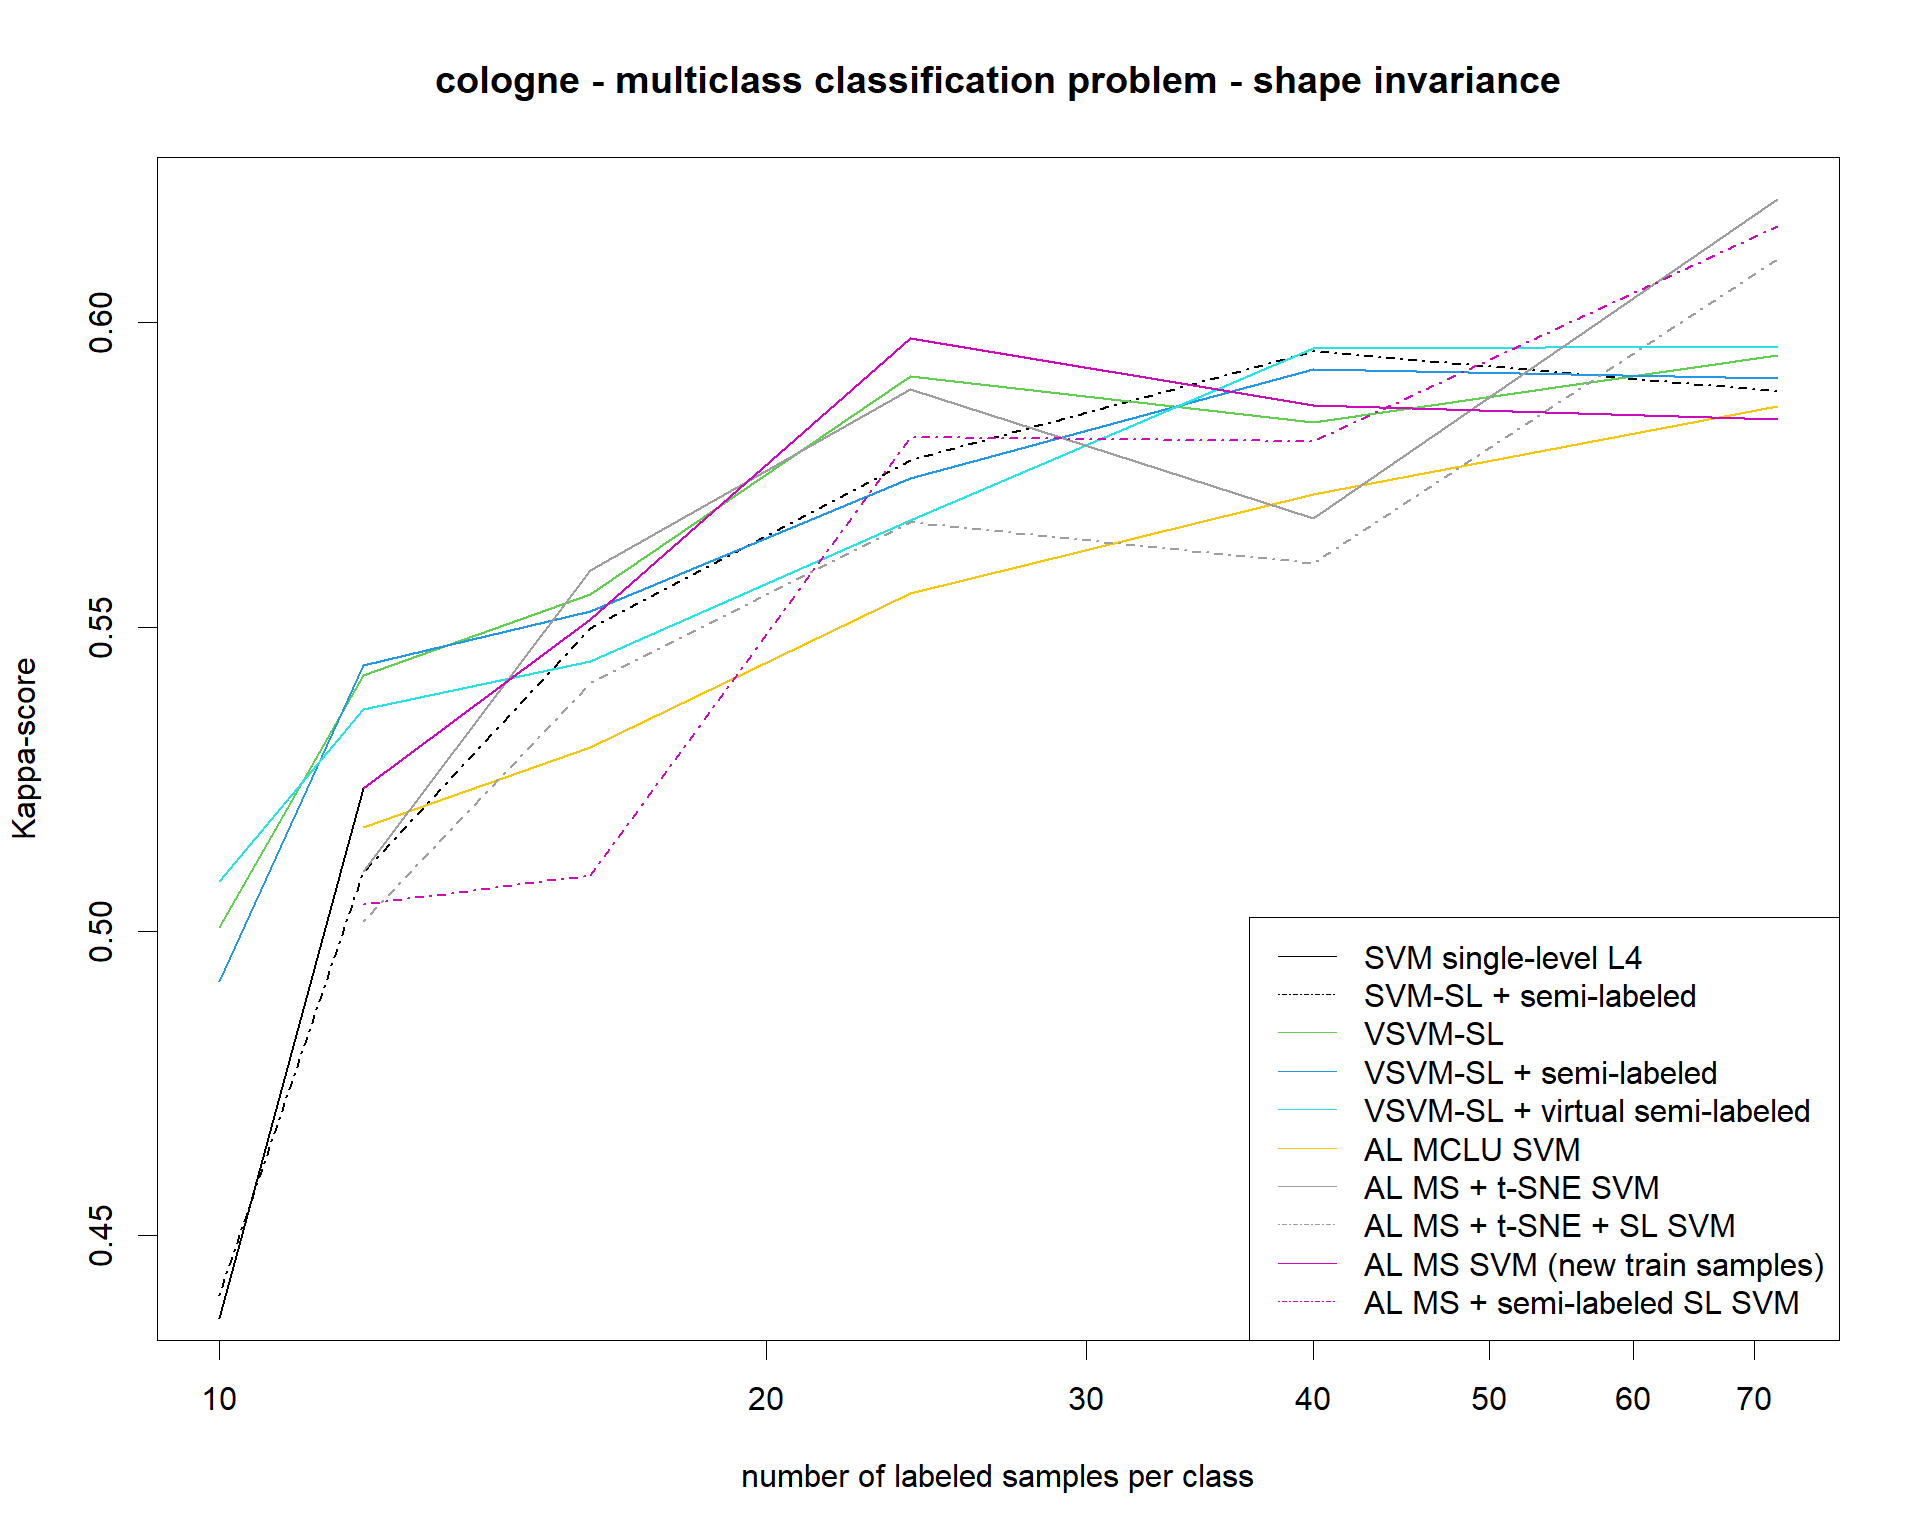 cologne - multiclass classification problem - shape invariance
Kappa-score
0.60
0.55
0.50
0.45
SVM single-level L4
SVM-SL + semi-labeled
VSVM-SL
VSVM-SL + semi-labeled
VSVM-SL + virtual semi-labeled
AL MCLU SVM
AL MS + t-SNE SVM
AL MS + t-SNE + SL SVM
AL MS SVM (new train samples)
AL MS + semi-labeled SL SVM
10 20 30 40 50 60 70
number of labeled samples per class